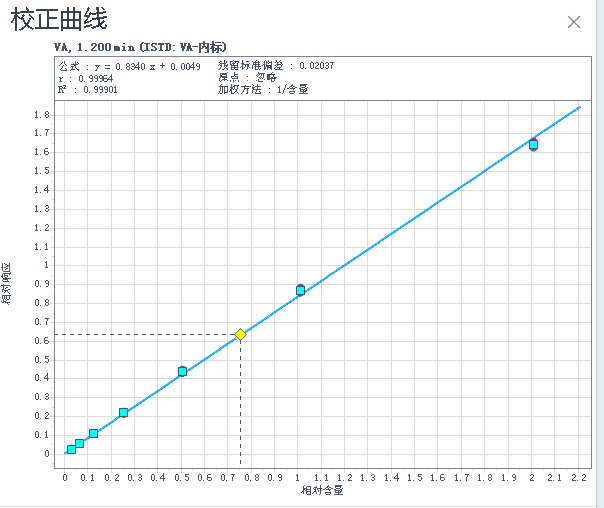 校正曲线
VA, 1.200 min (ISTD: VA-内标)
公式 : y = 0.8340 x + 0.0049 残留标准偏差 : 0.02037
r : 0.99964 原点 : 忽略
R² : 0.99901 加权方法 : 1/含量
1.8
1.7
1.6
1.5
1.4
1.3
1.2
1.1
1
0.9
0.8
0.7
0.6
0.5
0.4
0.3
0.2
0.1
0
相对响应
0 0.1 0.2 0.3 0.4 0.5 0.6 0.7 0.8 0.9 1 1.1 1.2 1.3 1.4 1.5 1.6 1.7 1.8 1.9 2 2.1 2.2
相对含量